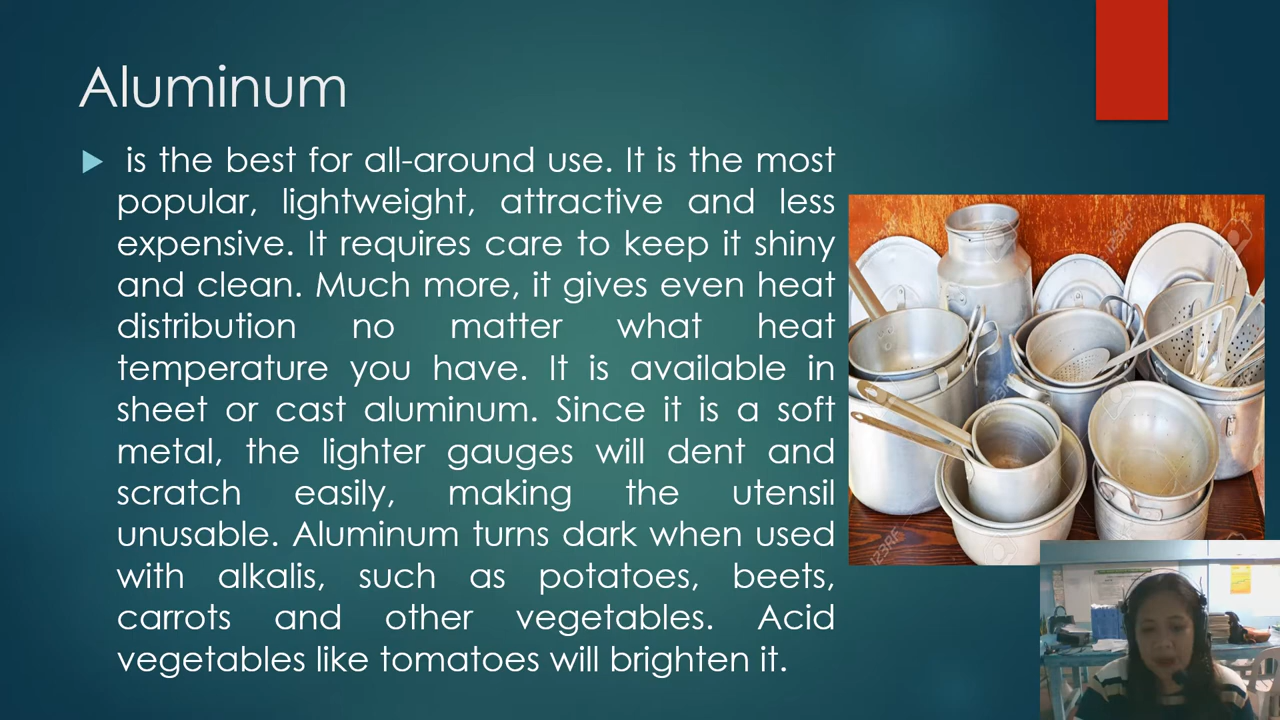 Aluminum
is the best for all-around use. It is the most
popular, lightweight, attractive and less
expensive. It requires care to keep it shiny
and clean. Much more, it gives even heat
distribution no matter what heat
temperature you have. It is available in
sheet or cast aluminum. Since it is a soft
metal, the lighter gauges will dent and
scratch easily, making the utensil
unusable. Aluminum turns dark when used
with alkalis, such as potatoes, beets,
carrots and other vegetables. Acid
vegetables like tomatoes will brighten it.
123RF
123RF
123RF
123RF